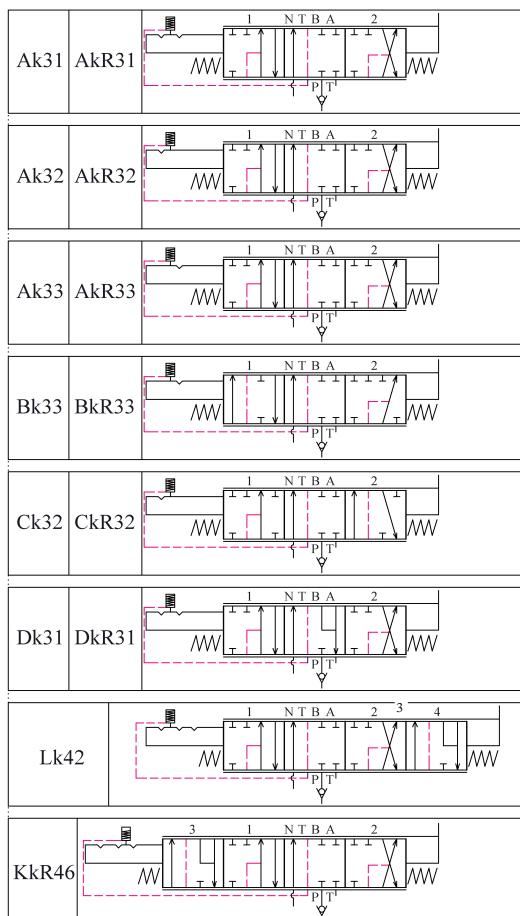 1 N T B A 2
Ak31 AkR31
P T
1 N T B A 2
Ak32 AkR32
P T
1 N T B A 2
Ak33 AkR33
P T
1 N T B A 2
Bk33 BkR33
P T
1 N T B A 2
Ck32 CkR32
P T
1 N T B A 2
Dk31 DkR31
P T
1 N T B A 2 3 4
Lk42
P T
3 1 N T B A 2
KkR46
P T